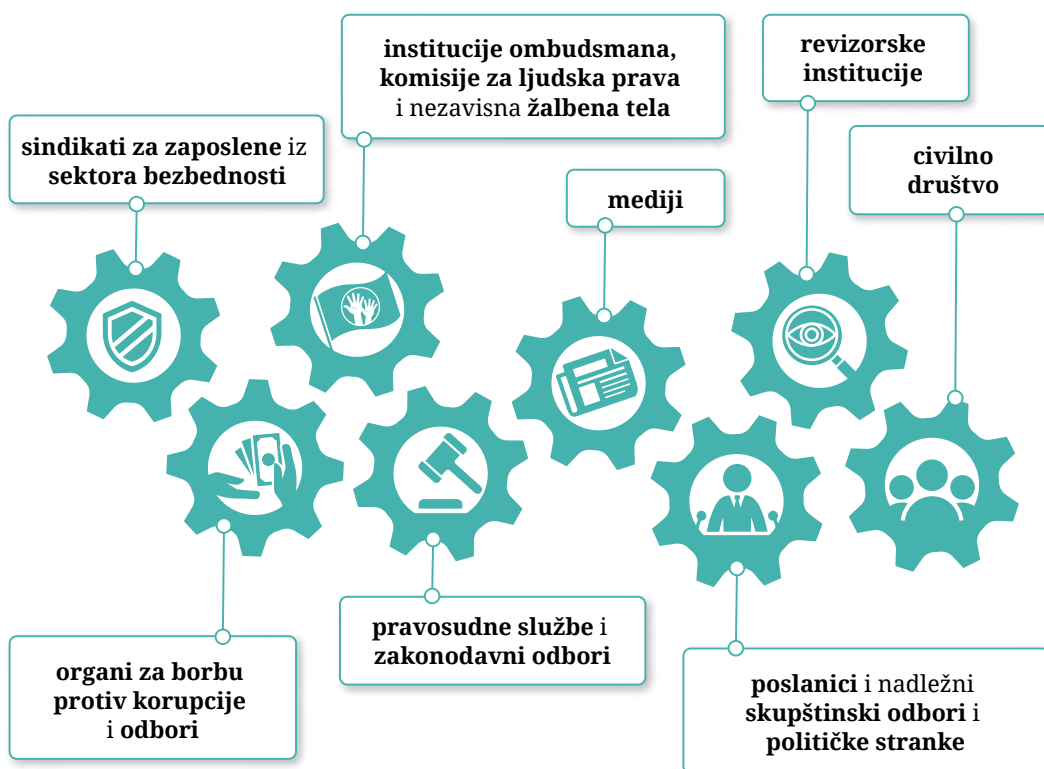 institucije ombudsmana,
komisije za ljudska prava
i nezavisna žalbena tela
revizorske
institucije
sindikati za zaposlene iz
sektora bezbednosti
civilno
društvo
mediji
pravosudne službe i
zakonodavni odbori
organi za borbu
protiv korupcije
i odbori
poslanici i nadležni
skupštinski odbori i
političke stranke